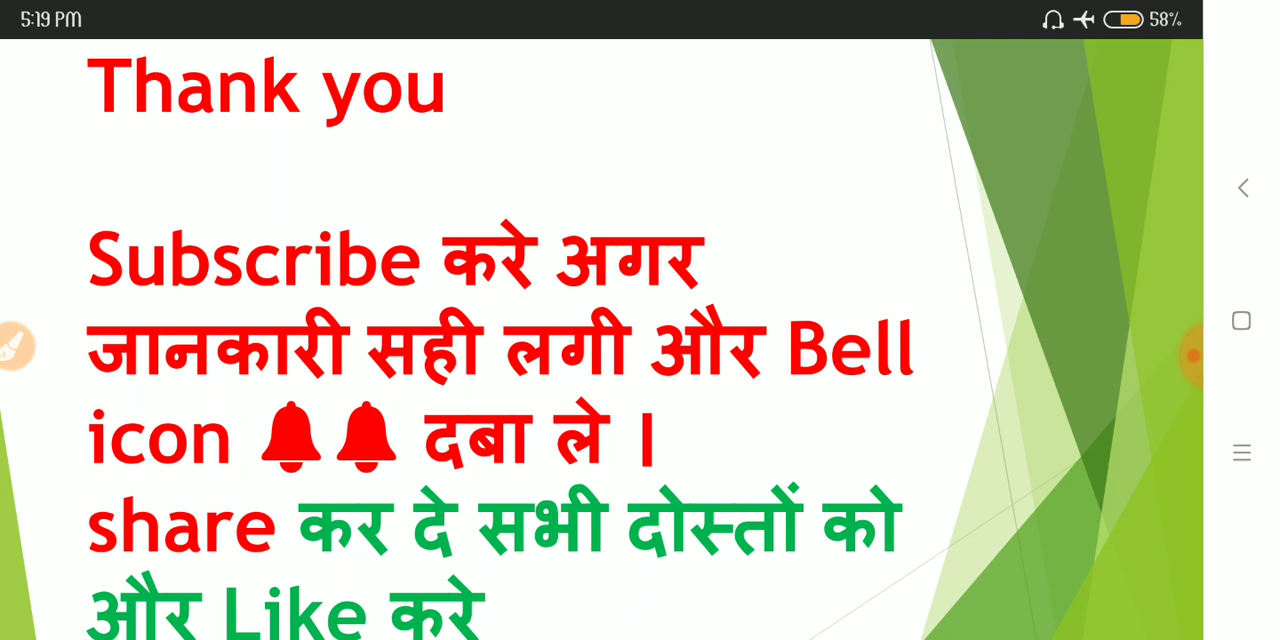 5:19 PM 58%
Thank you
Subscribe करे अगर
जानकारी सही लगी और Bell
icon 🔔🔔 दबा ले ।
share कर दे सभी दोस्तों को
और Like करे